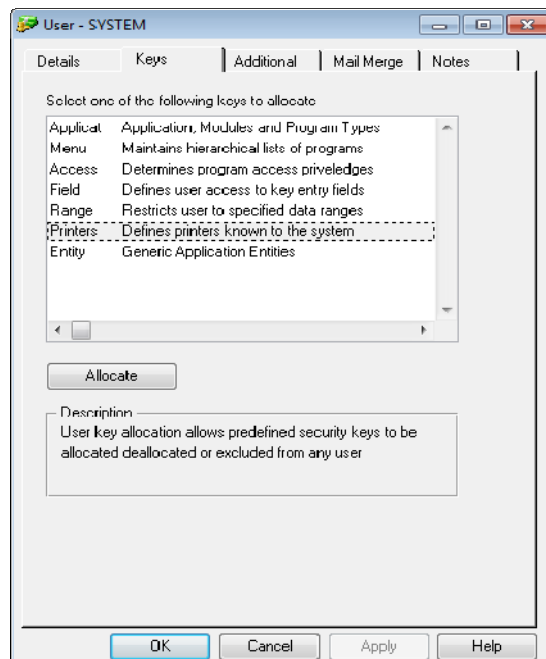 User - SYSTEM
Details Keys Additional Mail Merge Notes
Select one of the following keys to allocate
Applicat Application, Modules and Program Types
Menu Maintains hierarchical lists of programs
Access Determines program access priveledges
Field Defines user access to key entry fields
Range Restricts user to specified data ranges
Printers Defines printers known to the system
Entity Generic Application Entities
Allocate
Description
User key allocation allows predefined security keys to be
allocated deallocated or excluded from any user
OK Cancel Apply Help